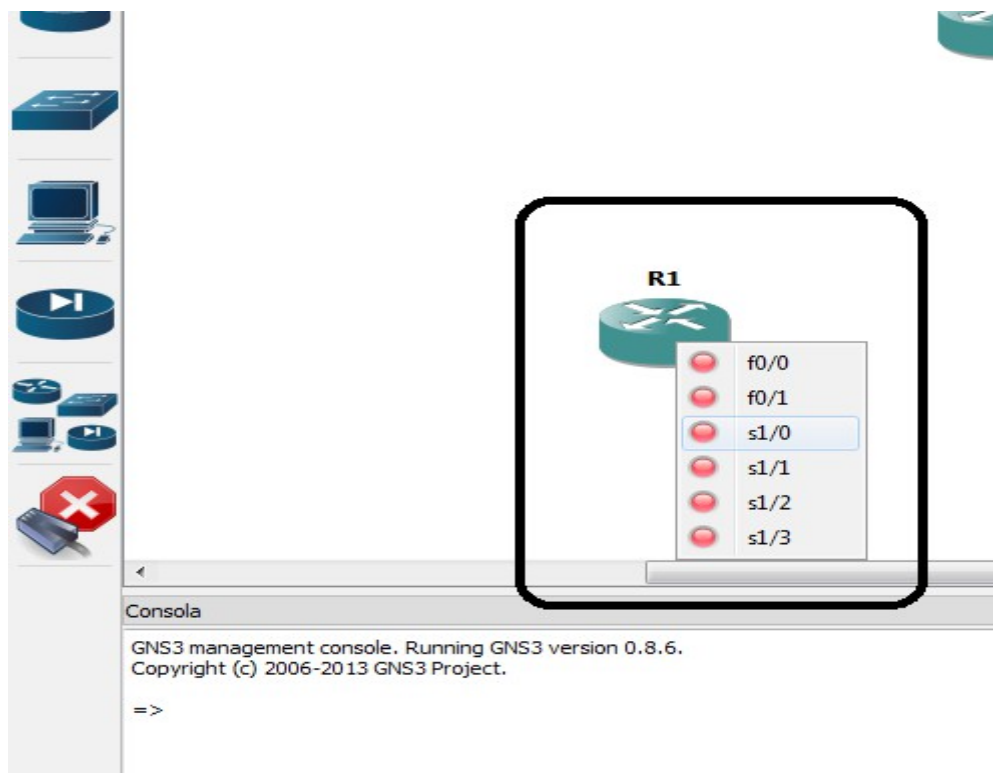 R1
f0/0
f0/1
s1/0
s1/1
s1/2
s1/3
Consola
GNS3 management console. Running GNS3 version 0.8.6.
Copyright (c) 2006-2013 GNS3 Project.
=>